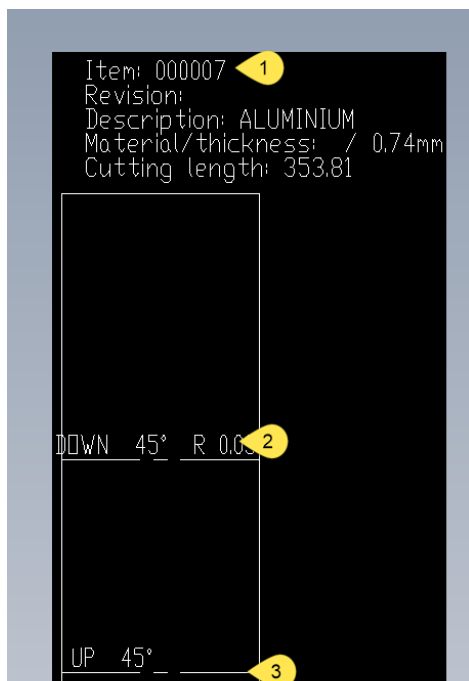 Item: 000007 1
Revision:
Description: ALUMINIUM
Material/thickness: / 0.74mm
Cutting length: 353.81
DOWN 45° R 2
UP 45° 3